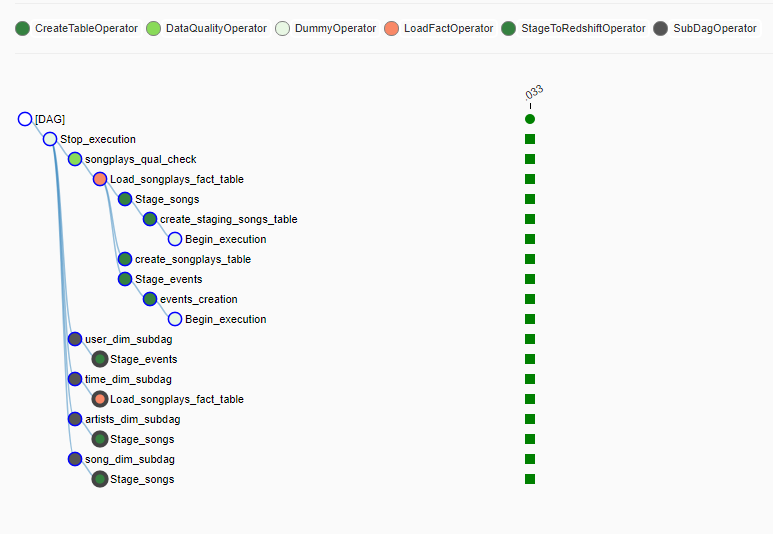 CreateTableOperator DataQualityOperator DummyOperator LoadFactOperator StageToRedshiftOperator SubDagOperator
.033
[DAG]
Stop_execution
songplays_qual_check
Load_songplays_fact_table
Stage_songs
create_staging_songs_table
Begin_execution
create_songplays_table
Stage_events
events_creation
Begin_execution
user_dim_subdag
Stage_events
time_dim_subdag
Load_songplays_fact_table
artists_dim_subdag
Stage_songs
song_dim_subdag
Stage_songs